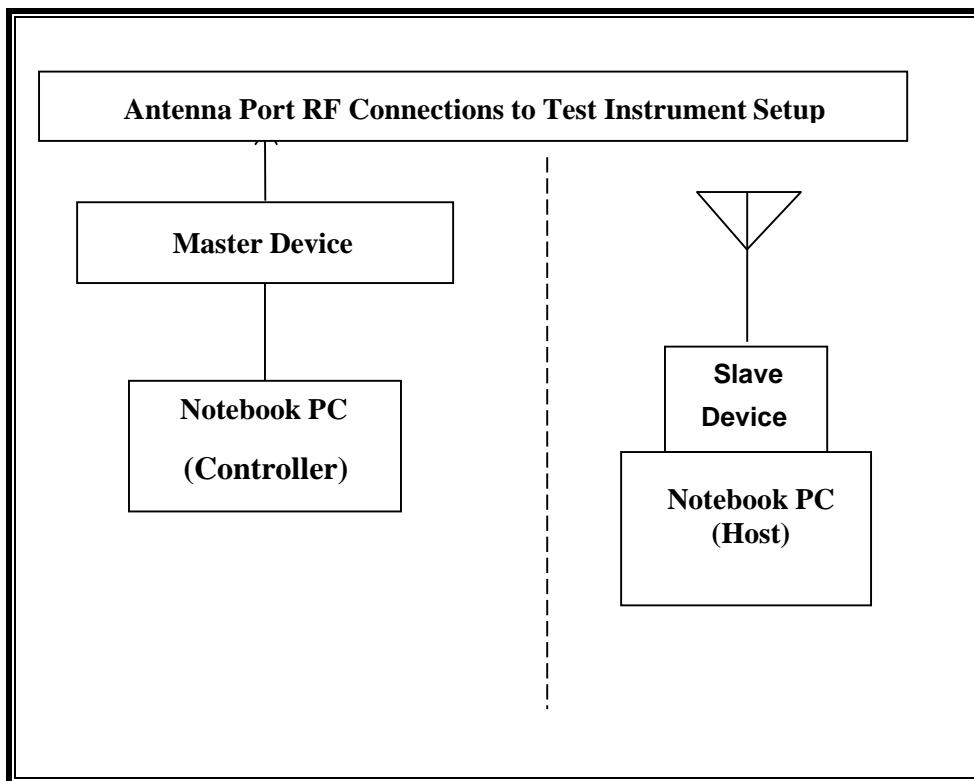 Antenna Port RF Connections to Test Instrument Setup
Master Device
Notebook PC
(Controller)
Slave
Device
Notebook PC
(Host)